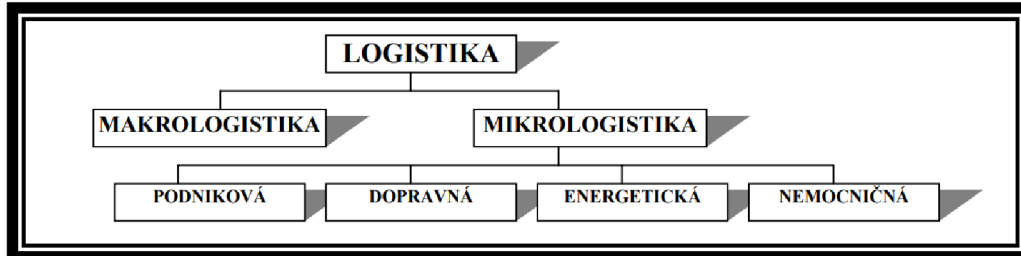 LOGISTIKA
MAKROLOGISTIKA MIKROLOGISTIKA
PODNIKOVÁ DOPRAVNÁ ENERGETICKÁ NEMOCNIČNÁ